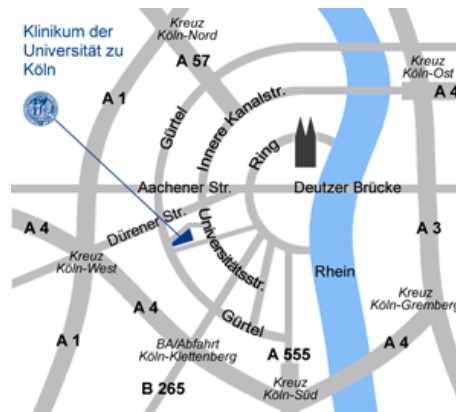 Klinikum der
Universität zu
Köln
Kreuz
Köln-Nord
A 57
Kreuz
Köln-Ost
A 4
A 1
Gürtel
Innere Kanalstr.
Ring
Aachener Str.
Deutzer Brücke
Dürener Str.
Universitätsstr.
A 4
A 3
Kreuz
Köln-West
Rhein
Kreuz
Köln-Gremberg
A 4
Gürtel
A 1
BA/Abfahrt
Köln-Klettenberg
A 555
A 4
B 265
Kreuz
Köln-Süd